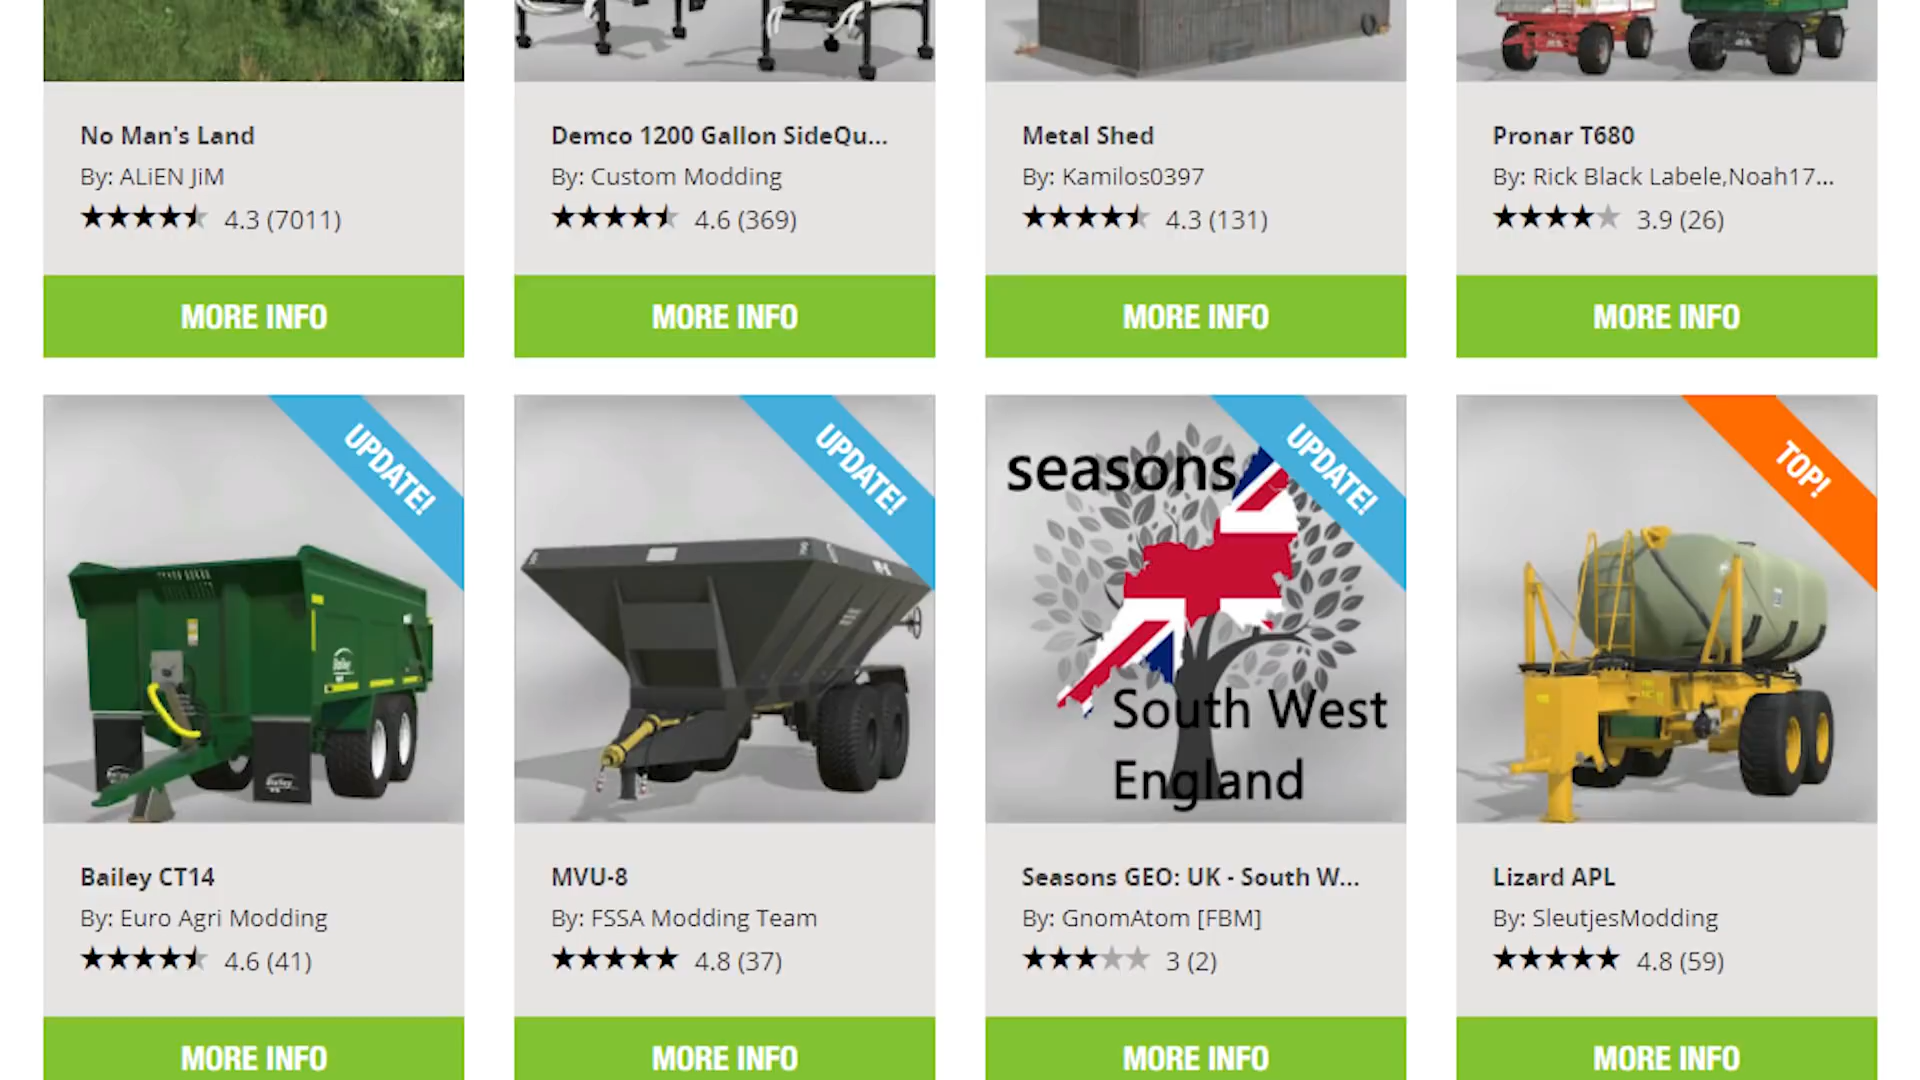 No Man's Land
By: ALiEN JiM
4.3 (7011)
MORE INFO
Demco 1200 Gallon SideQu...
By: Custom Modding
4.6 (369)
MORE INFO
Metal Shed
By: Kamilos0397
4.3 (131)
MORE INFO
Pronar T680
By: Rick Black Labele,Noah17...
3.9 (26)
MORE INFO
UPDATE!
Bailey
Bailey CT14
By: Euro Agri Modding
4.6 (41)
MORE INFO
UPDATE!
MVU-8
By: FSSA Modding Team
4.8 (37)
MORE INFO
UPDATE!
seasons
South West
England
Seasons GEO: UK - South W...
By: GnomAtom [FBM]
3 (2)
MORE INFO
TOP!
Lizard APL
By: SleutjesModding
4.8 (59)
MORE INFO